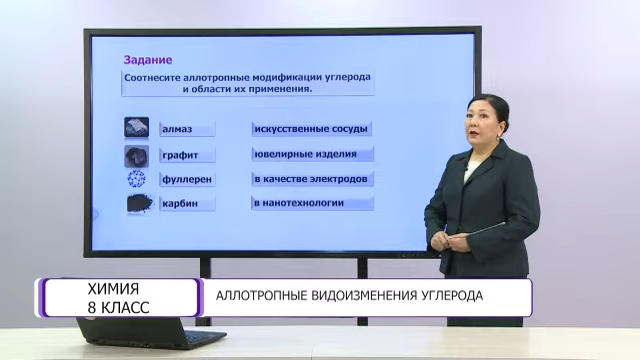 Задание
Соотнесите аллотропные модификации углерода
и области их применения.
алмаз искусственные сосуды
графит ювелирные изделия
фуллерен в качестве электродов
карбин в нанотехнологии
ХИМИЯ
8 КЛАСС
АЛЛОТРОПНЫЕ ВИДОИЗМЕНЕНИЯ УГЛЕРОДА